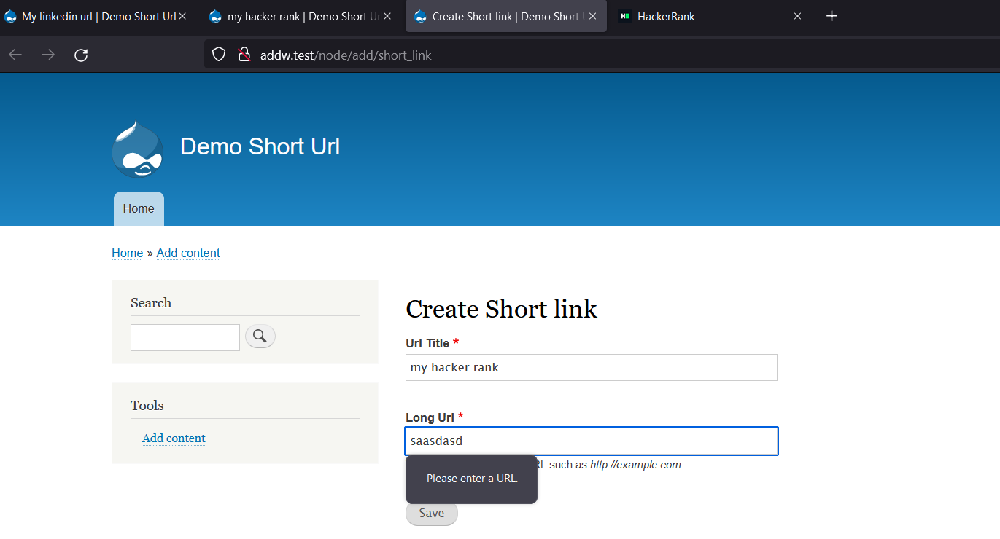 My linkedin url | Demo Short Url
my hacker rank | Demo Short Ur
Create Short link | Demo Short U
HackerRank
addw.test/node/add/short_link
Demo Short Url
Home
Home » Add content
Search
Tools
Add content
Create Short link
Url Title *
my hacker rank
Long Url *
saasdasd
RL such as http://example.com.
Please enter a URL.
Save